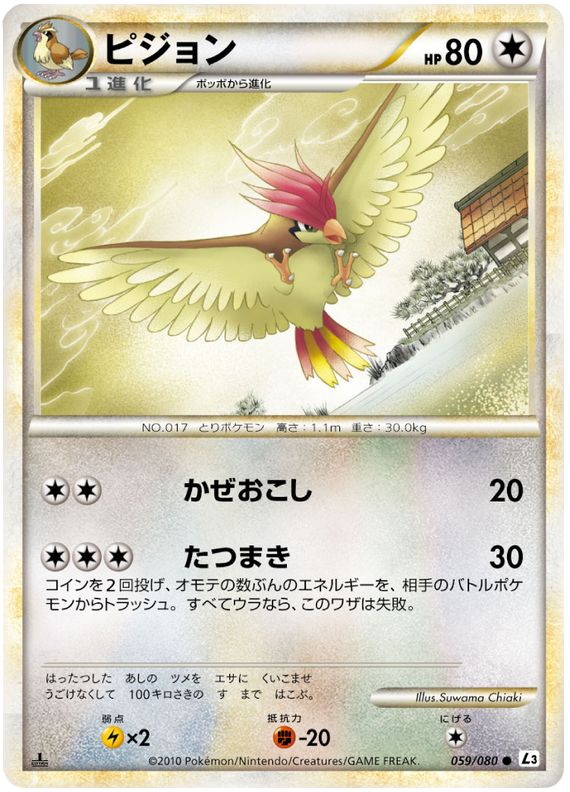 ピジョン HP80
1進化 ポッポから進化
NO.017 とりポケモン 高さ：1.1m 重さ：30.0kg
かぜおこし 20
たつまき 30
コインを2回投げ、オモテの数ぶんのエネルギーを、相手のバトルポケ
モンからトラッシュ。すべてウラなら、このワザは失敗。
はったつした あしの ツメを エサに くいこませ
うごけなくして 100キロさきの す まで はこぶ。
Illus.Suwama Chiaki
弱点 ×2 抵抗力 -20 にげる
1 EDITION ©2010 Pokémon/Nintendo/Creatures/GAME FREAK. 059/080 ● L3